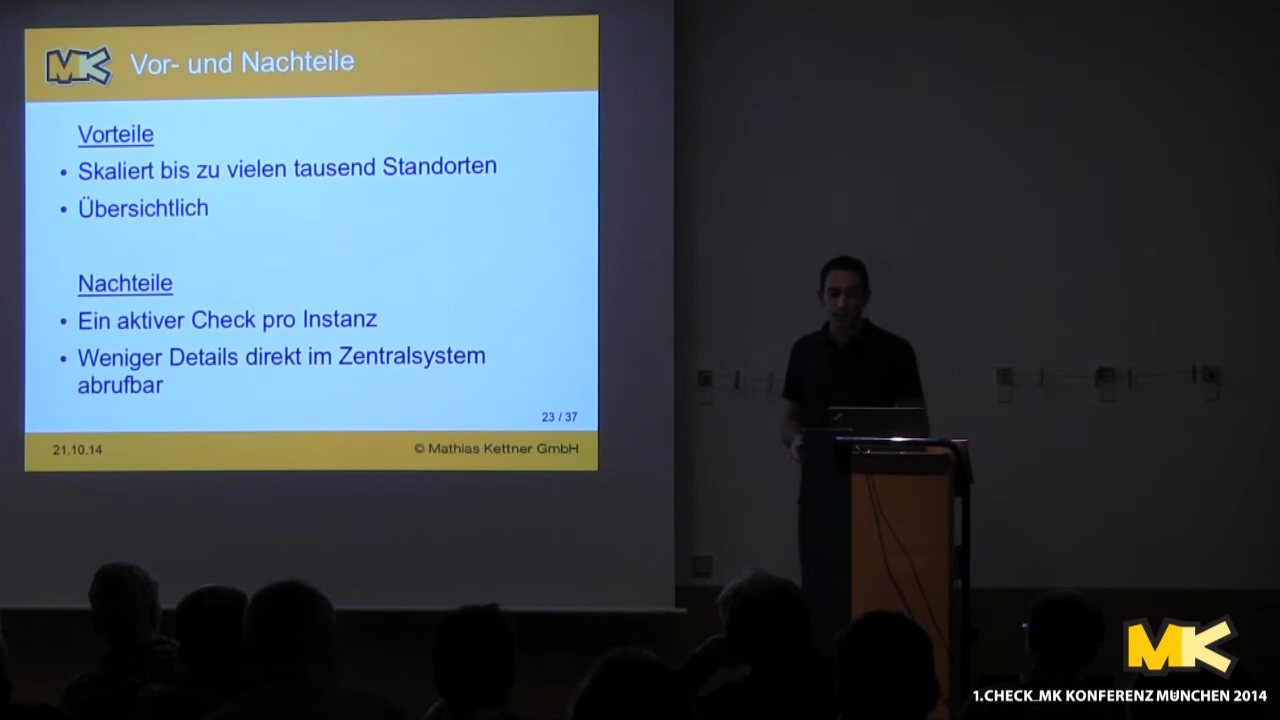 MK Vor- und Nachteile
Vorteile
• Skaliert bis zu vielen tausend Standorten
• Übersichtlich
Nachteile
• Ein aktiver Check pro Instanz
• Weniger Details direkt im Zentralsystem
abrufbar
23 / 37
21.10.14 © Mathias Kettner GmbH
MK
1.CHECK_MK KONFERENZ MÜNCHEN 2014